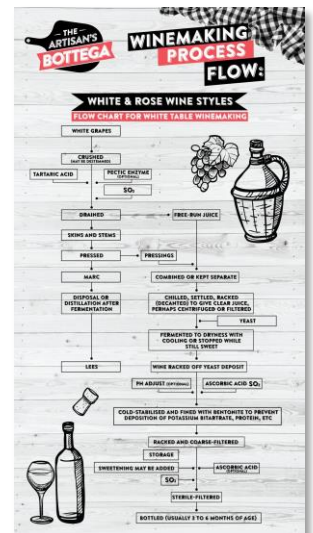 THE
ARTISAN'S
BOTTEGA
WINEMAKING
PROCESS
FLOW:
WHITE & ROSE WINE STYLES
FLOW CHART FOR WHITE TABLE WINEMAKING
WHITE GRAPES
CRUSHED
(MAY BE DESTEMMED)
TARTARIC ACID
PECTIC ENZYME
(OPTIONAL)
SO₂
DRAINED
FREE-RUN JUICE
SKINS AND STEMS
PRESSED
PRESSINGS
MARC
COMBINED OR KEPT SEPARATE
DISPOSAL OR
DISTILLATION AFTER
FERMENTATION
CHILLED, SETTLED, RACKED
(DECANTED) TO GIVE CLEAR JUICE,
PERHAPS CENTRIFUGED OR FILTERED
YEAST
FERMENTED TO DRYNESS WITH
COOLING OR STOPPED WHILE
STILL SWEET
LEES
WINE RACKED OFF YEAST DEPOSIT
PH ADJUST (OPTIONAL)
ASCORBIC ACID SO₂
COLD-STABILISED AND FINED WITH BENTONITE TO PREVENT
DEPOSITION OF POTASSIUM BITARTRATE, PROTEIN, ETC
RACKED AND COARSE-FILTERED
STORAGE
SWEETENING MAY BE ADDED
ASCORBIC ACID
(OPTIONAL)
SO₂
STERILE-FILTERED
BOTTLED (USUALLY 3 TO 6 MONTHS OF AGE)